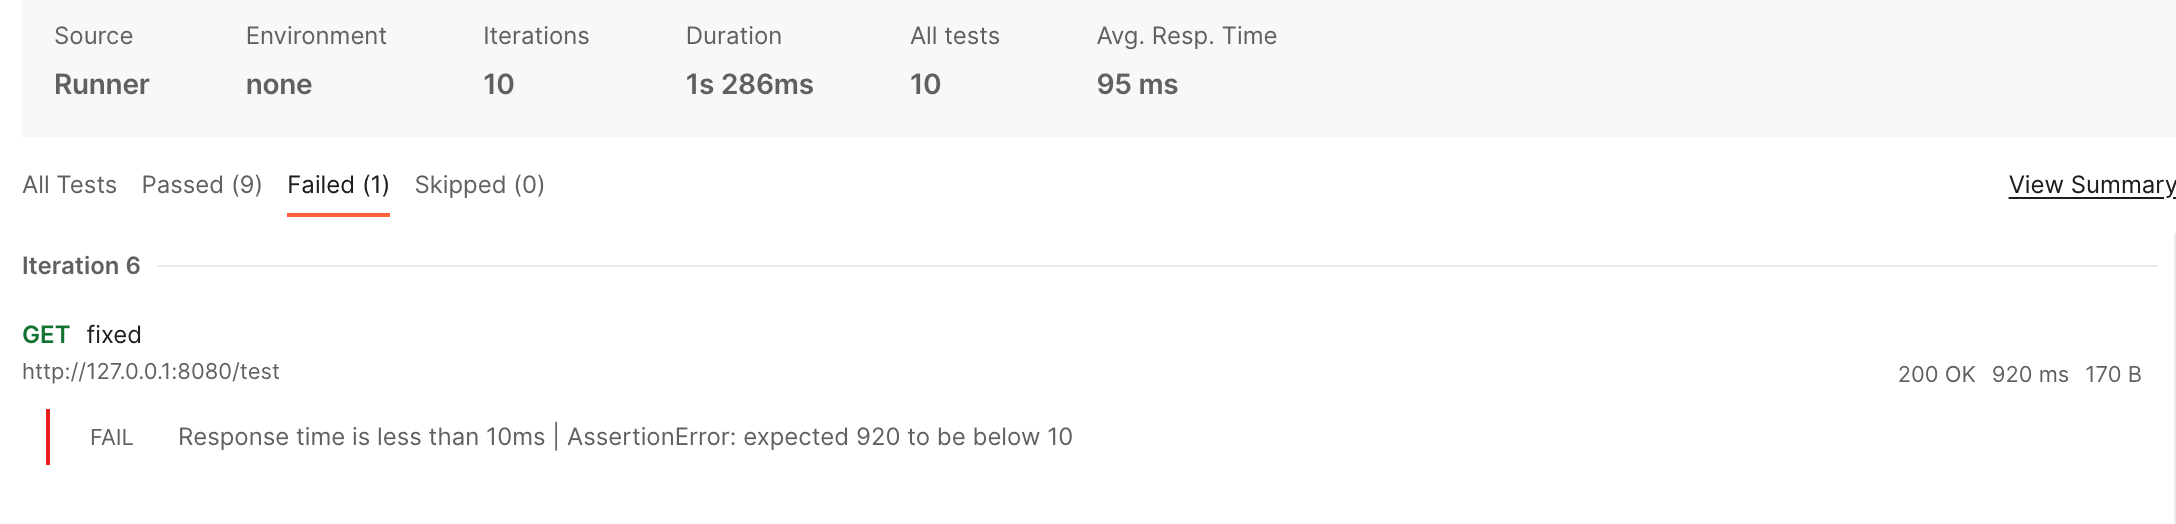 Source Environment Iterations Duration All tests Avg. Resp. Time
Runner none 10 1s 286ms 10 95 ms
All Tests Passed (9) Failed (1) Skipped (0) View Summary
Iteration 6
GET fixed
http://127.0.0.1:8080/test 200 OK 920 ms 170 B
FAIL Response time is less than 10ms | AssertionError: expected 920 to be below 10